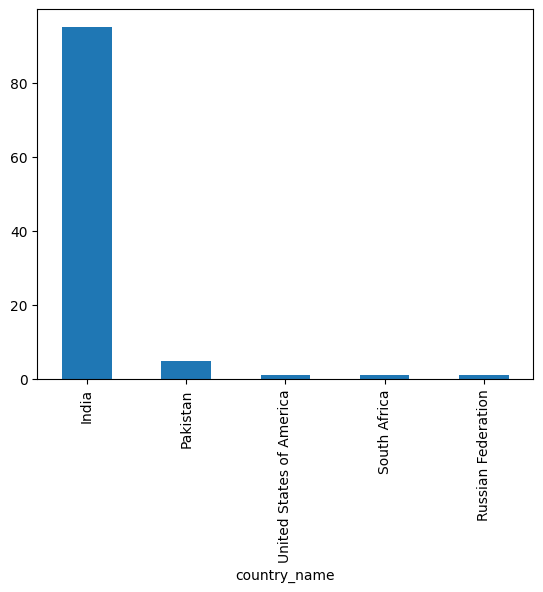 80
60
40
20
0
India
Pakistan
United States of America
South Africa
Russian Federation
country_name